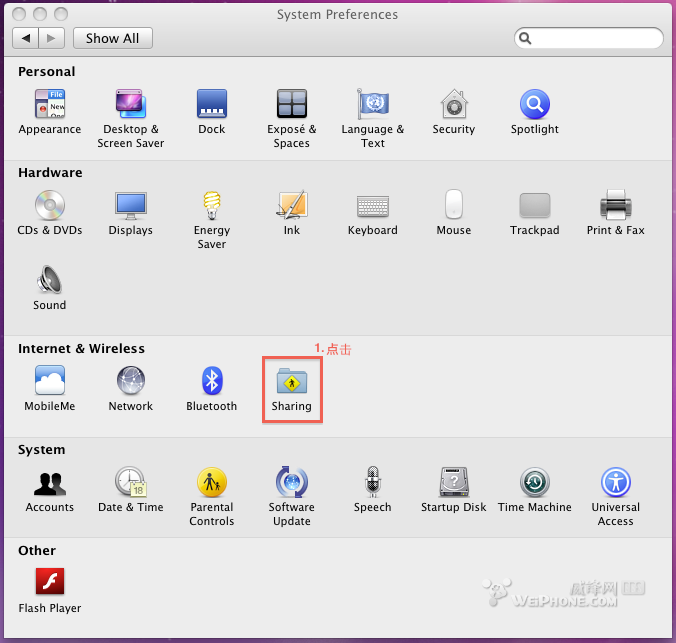 System Preferences
Show All
Personal
File
New
Appearance
Desktop &
Screen Saver
Dock
Exposé &
Spaces
Language &
Text
Security
Spotlight
Hardware
CDs & DVDs
Displays
Energy
Saver
Ink
Keyboard
Mouse
Trackpad
Print & Fax
Sound
Internet & Wireless
1.点击
MobileMe
Network
Bluetooth
Sharing
System
18
?
Accounts
Date & Time
Parental
Controls
Software
Update
Speech
Startup Disk
Time Machine
Universal
Access
Other
Flash Player
威锋网
WEIPHONE.COM